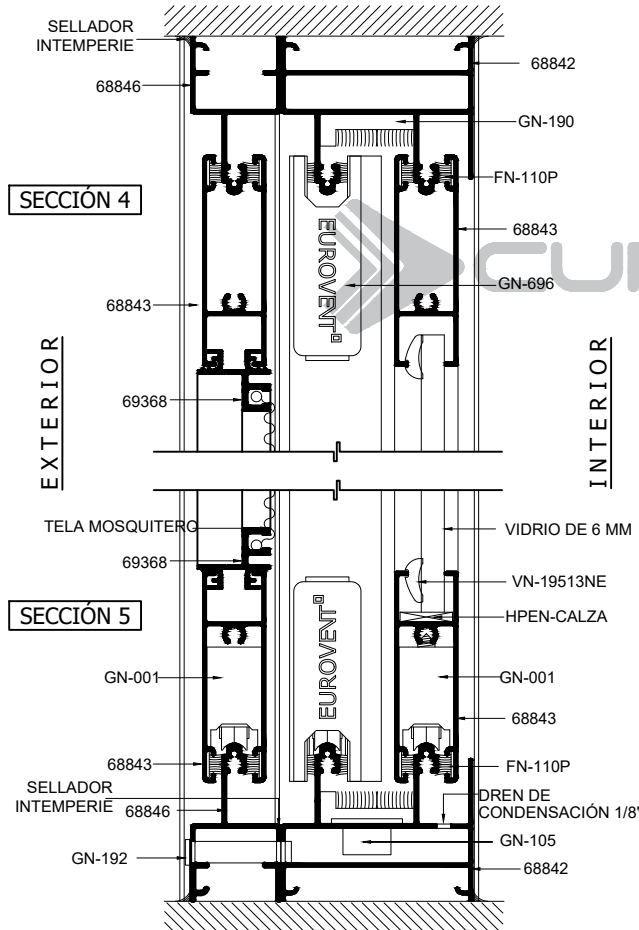 SELLADOR
INTEMPERIE
68842
68846
GN-190
FN-110P
SECCIÓN 4
68843
EUROVENT
GN-696
68843
EXTERIOR
INTERIOR
69368
TELA MOSQUITERO
VIDRIO DE 6 MM
69368
VN-19513NE
HPEN-CALZA
SECCIÓN 5
EUROVENT
GN-001
GN-001
68843
68843
FN-110P
SELLADOR
INTEMPERIE
68846
DREN DE
CONDENSACIÓN 1/8"
GN-105
GN-192
68842